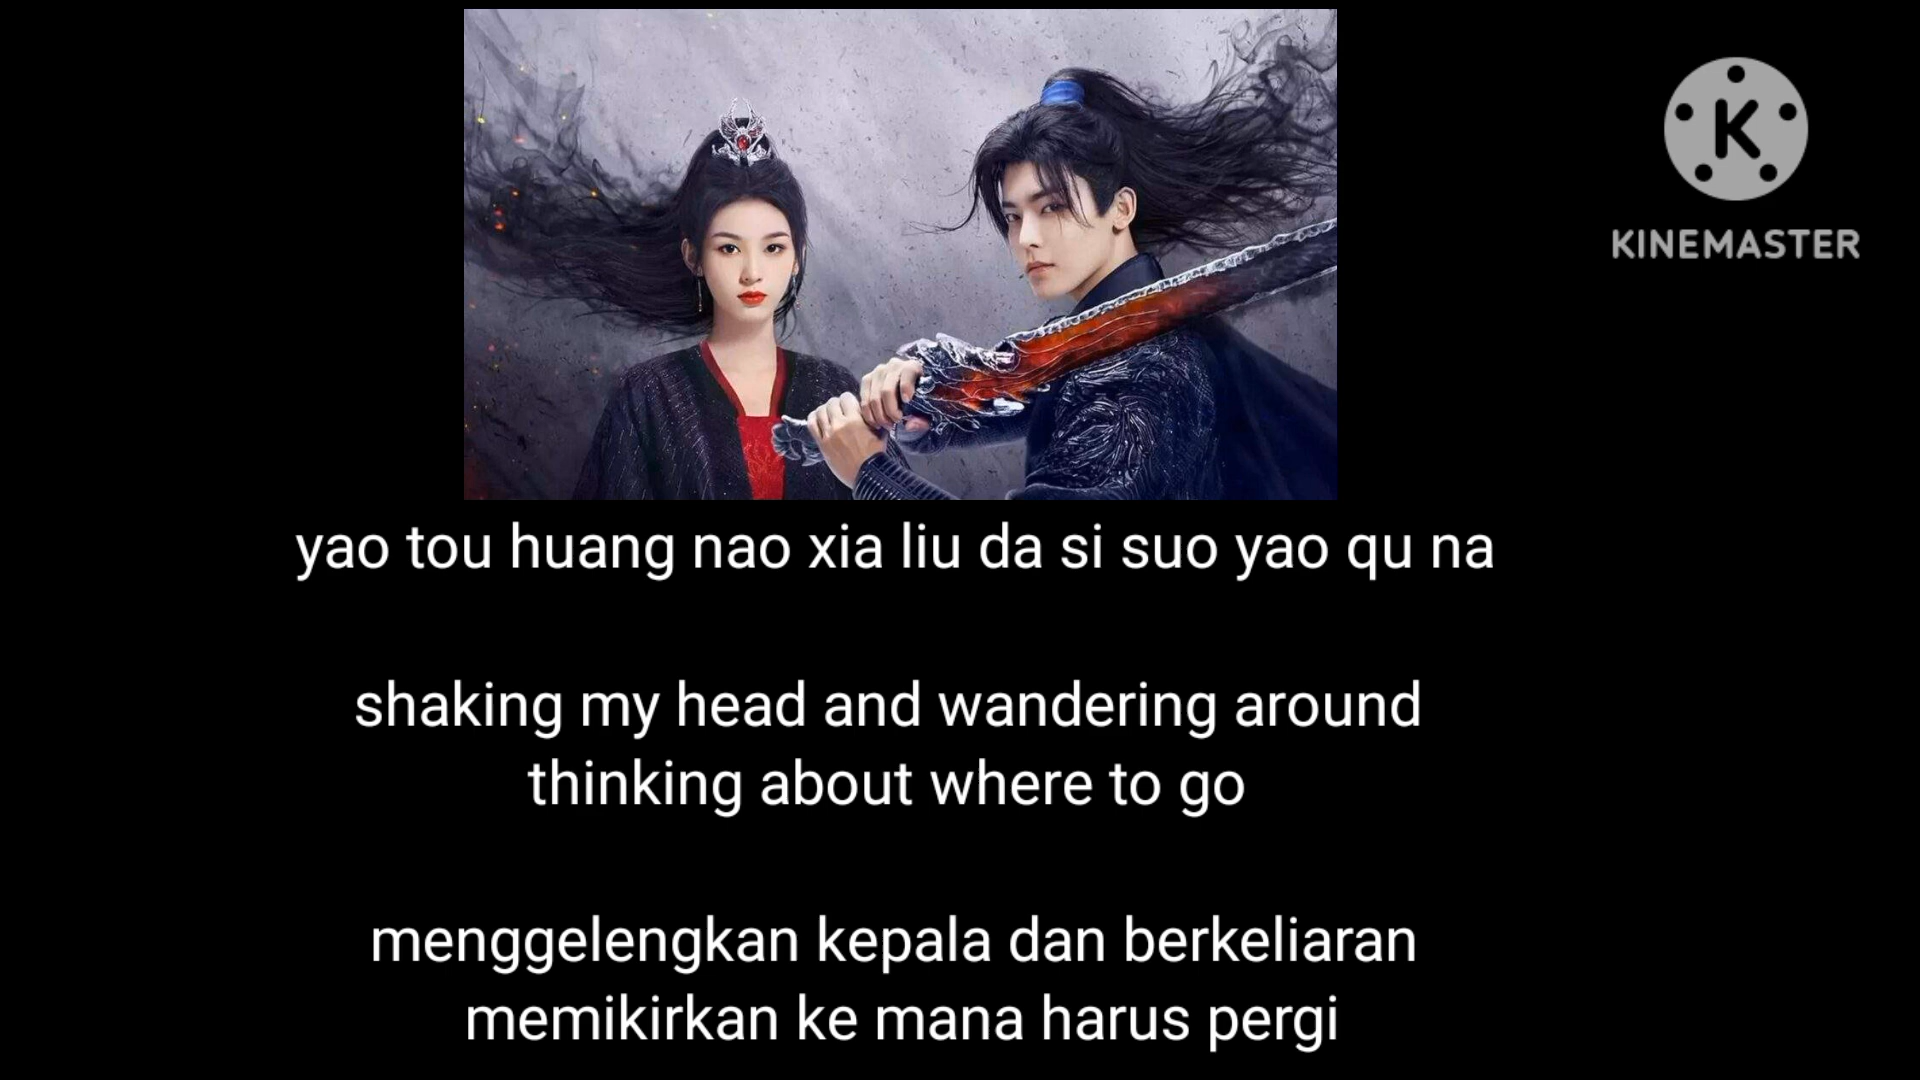 K
KINEMASTER
yao tou huang nao xia liu da si suo yao qu na
shaking my head and wandering around
thinking about where to go
menggelengkan kepala dan berkeliaran
memikirkan ke mana harus pergi